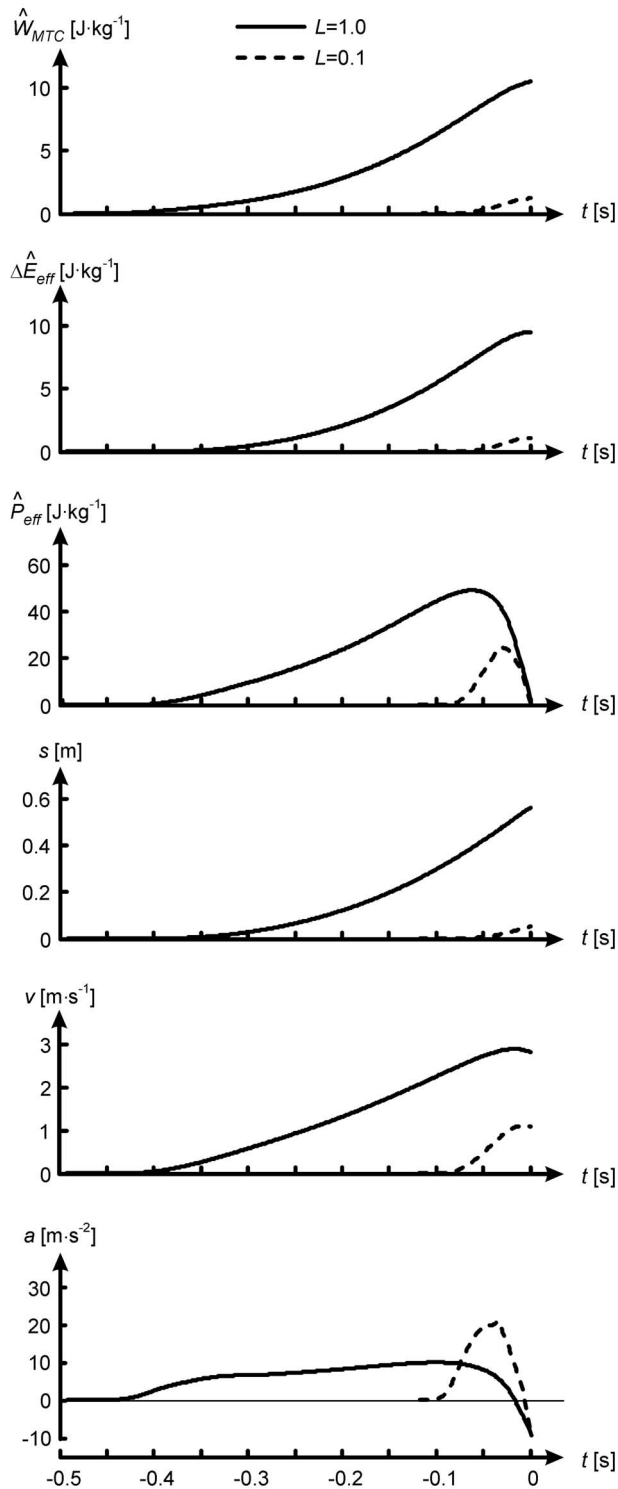 Ŵ_MTC [J·kg⁻¹]
L=1.0
L=0.1
10
5
0
t [s]
ΔÊ_eff [J·kg⁻¹]
10
5
0
t [s]
P̂_eff [J·kg⁻¹]
60
40
20
0
t [s]
s [m]
0.6
0.4
0.2
0
t [s]
v [m·s⁻¹]
3
2
1
0
t [s]
a [m·s⁻²]
30
20
10
0
-10
-0.5 -0.4 -0.3 -0.2 -0.1 0
t [s]